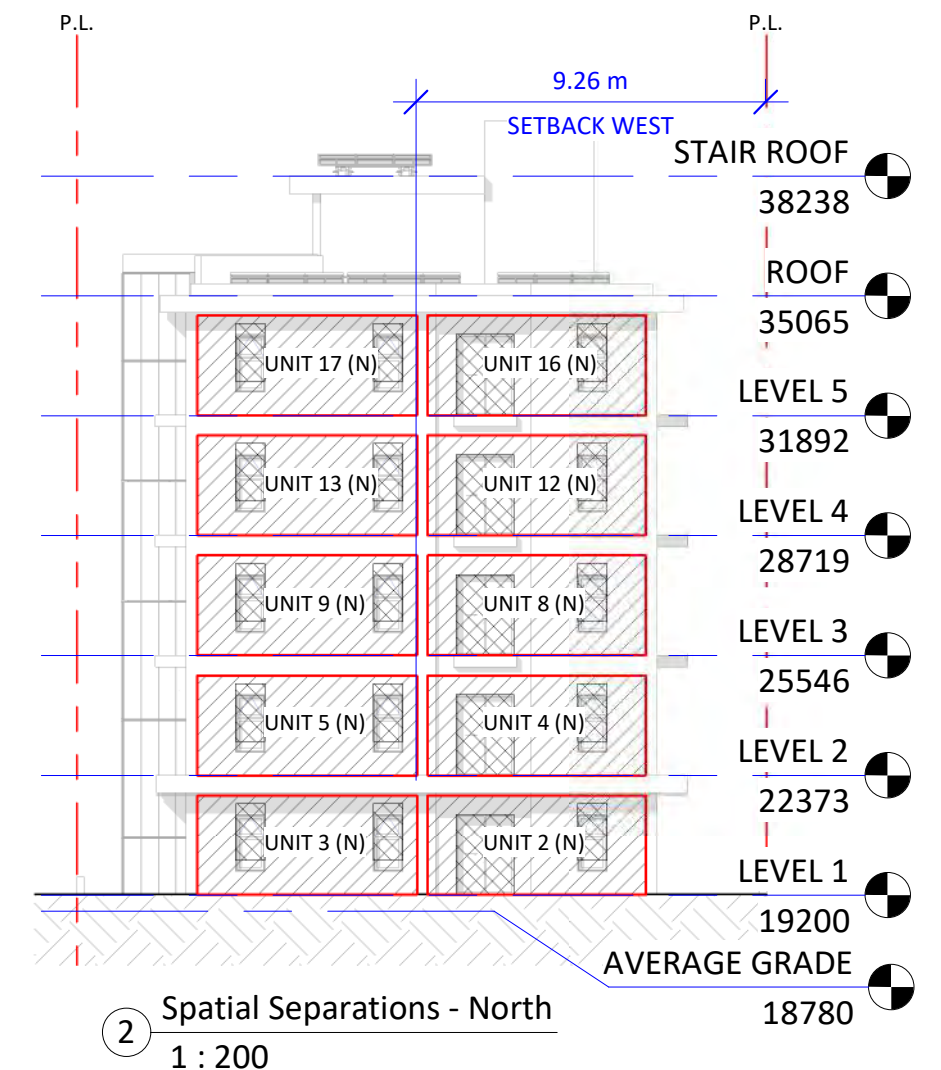 P.L.
P.L.
9.26 m
SETBACK WEST
STAIR ROOF
38238
ROOF
35065
UNIT 17 (N)
UNIT 16 (N)
LEVEL 5
31892
UNIT 13 (N)
UNIT 12 (N)
LEVEL 4
28719
UNIT 9 (N)
UNIT 8 (N)
LEVEL 3
25546
UNIT 5 (N)
UNIT 4 (N)
LEVEL 2
22373
UNIT 3 (N)
UNIT 2 (N)
LEVEL 1
19200
AVERAGE GRADE
18780
2
Spatial Separations - North
1 : 200